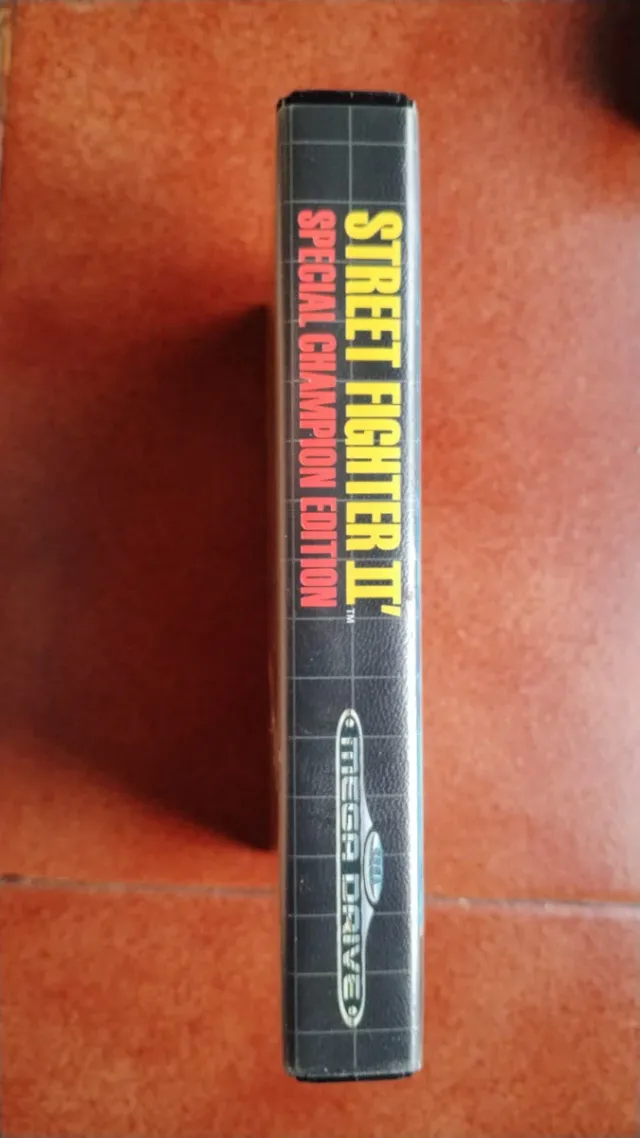 STREET FIGHTER II'™
SPECIAL CHAMPION EDITION
MEGA DRIVE